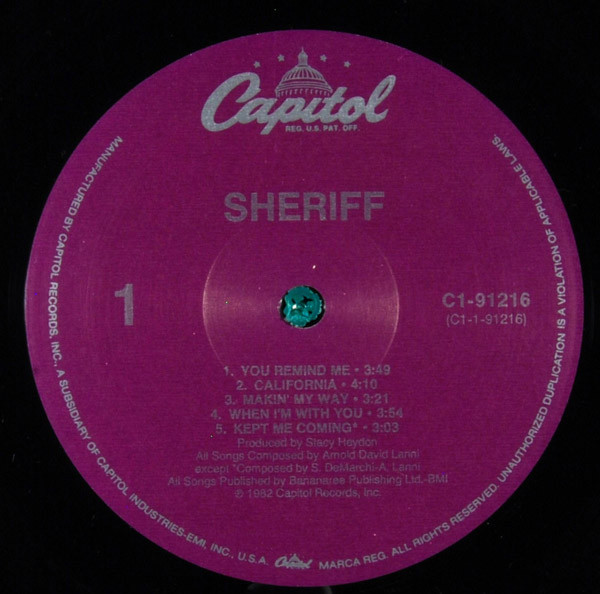 Capitol
REG. U.S. PAT. OFF.
SHERIFF
1
C1-91216
(C1-1-91216)
1. YOU REMIND ME • 3:49
2. CALIFORNIA • 4:10
3. MAKIN' MY WAY • 3:21
4. WHEN I'M WITH YOU • 3:54
5. KEPT ME COMING* • 3:03
Produced by Stacy Heydon
All Songs Composed by Arnold David Lanni
except *Composed by S. DeMarchi-A. Lanni
All Songs Published by Bananaree Publishing Ltd.-BMI
© 1982 Capitol Records, Inc.
MANUFACTURED BY CAPITOL RECORDS, INC., A SUBSIDIARY OF CAPITOL INDUSTRIES-EMI, INC., U.S.A. Capitol MARCA REG. ALL RIGHTS RESERVED. UNAUTHORIZED DUPLICATION IS A VIOLATION OF APPLICABLE LAWS.